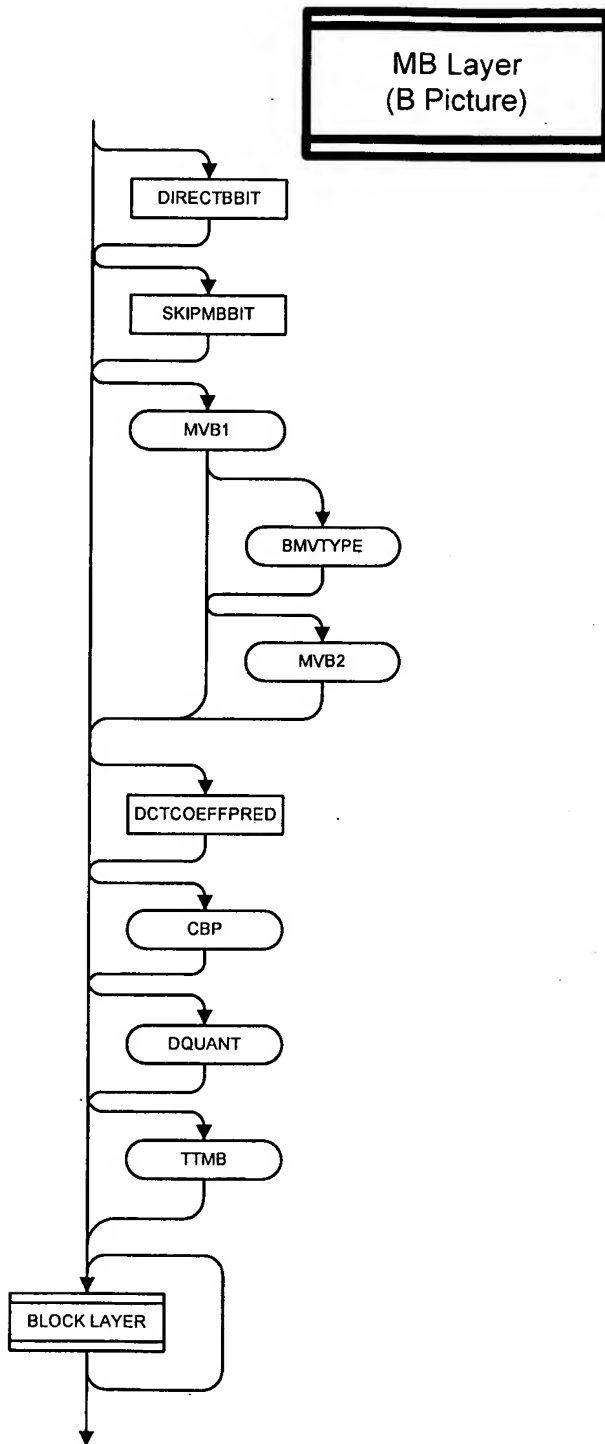 MB Layer
(B Picture)
DIRECTBBIT
SKIPMBBIT
MVB1
BMVTYPE
MVB2
DCTCOEFFPRED
CBP
DQUANT
TTMB
BLOCK LAYER